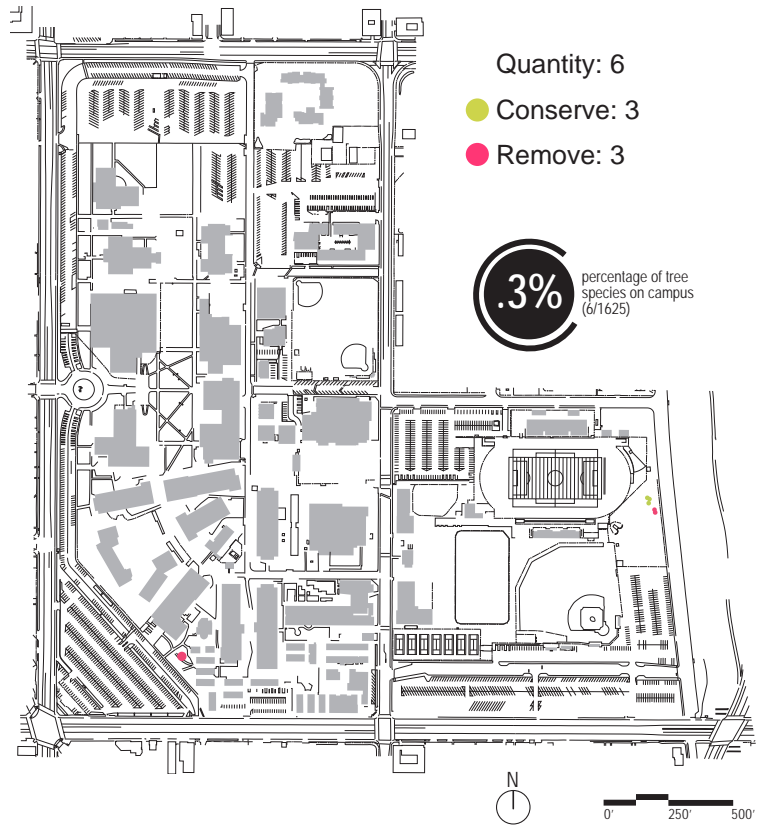 Quantity: 6
Conserve: 3
Remove: 3
.3%
percentage of tree
species on campus
(6/1625)
N
0' 250' 500'